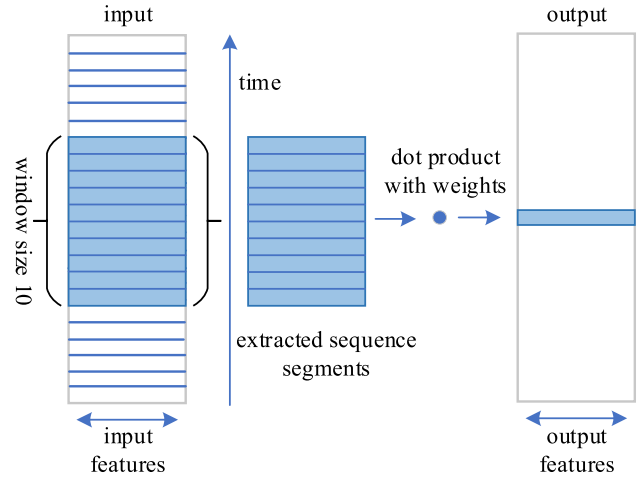 input
output
time
window size 10
dot product
with weights
extracted sequence
segments
input
features
output
features